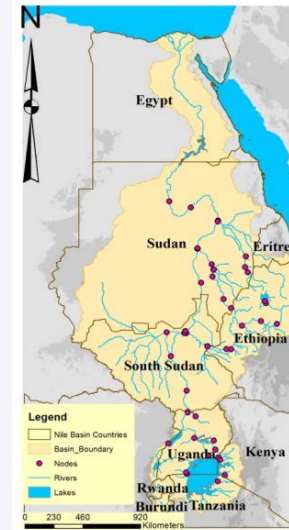 N
Egypt
Sudan
Eritre
Ethiopia
South Sudan
Uganda
Kenya
Rwanda
Burundi
Tanzania
Legend
Nile Basin Countries
Basin_Boundary
Nodes
Rivers
Lakes
0 230 460 920
Kilometers